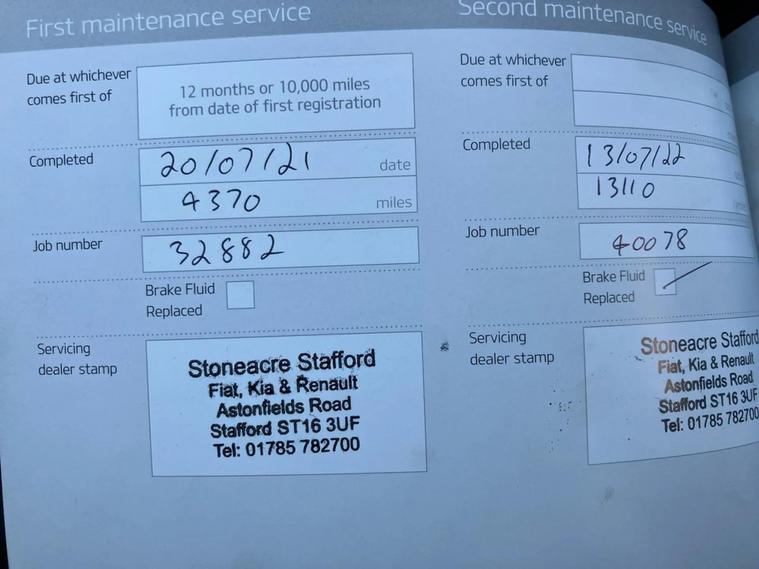 First maintenance service
Due at whichever
comes first of
12 months or 10,000 miles
from date of first registration
Completed
20/07/21 date
4370 miles
Job number
32882
Brake Fluid
Replaced
Servicing
dealer stamp
Stoneacre Stafford
Fiat, Kia & Renault
Astonfields Road
Stafford ST16 3UF
Tel: 01785 782700
Second maintenance service
Due at whichever
comes first of
Completed
13/07/22
13110
Job number
40078
Brake Fluid
Replaced
Servicing
dealer stamp
Stoneacre Stafford
Fiat, Kia & Renault
Astonfields Road
Stafford ST16 3UF
Tel: 01785 782700